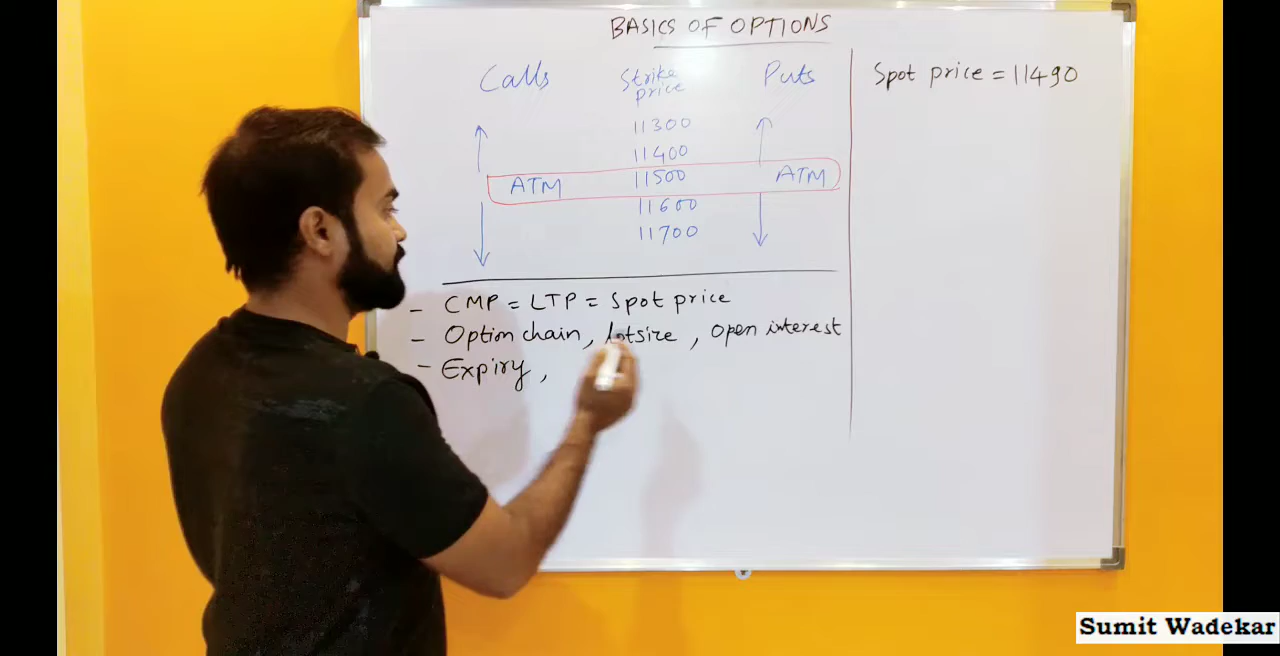 BASICS OF OPTIONS
Calls Strike price Puts
11300
11400
ATM 11500 ATM
11600
11700
- CMP = LTP = Spot price
- Option chain, lotsize, Open interest
- Expiry,
Spot price = 11490
Sumit Wadekar